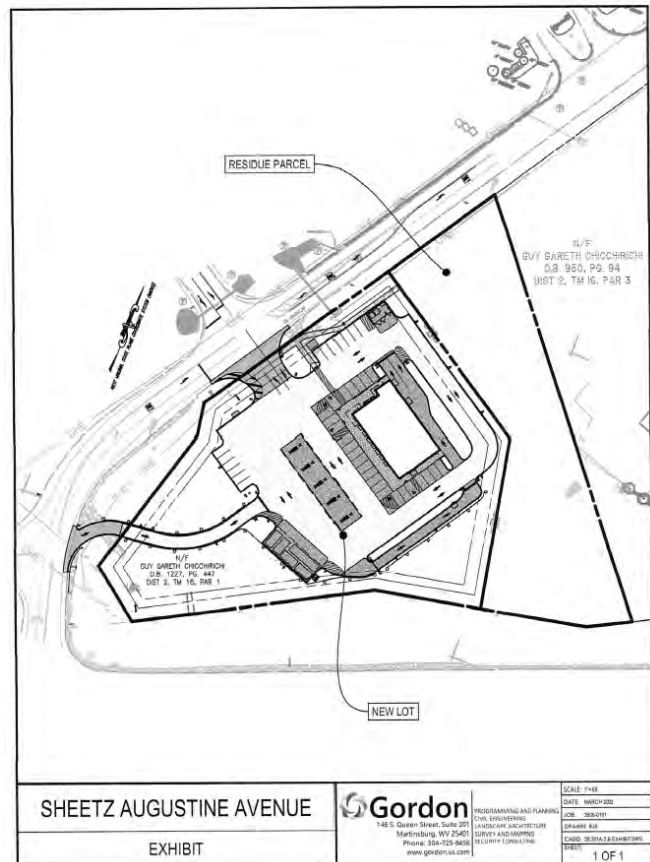 RESIDUE PARCEL
N/F
GUY GARETH CHICCHIRICHI
D.B. 960, PG. 94
DIST 2, TM 16, PAR 3
N/F
GUY GARETH CHICCHIRICHI
D.B. 1227, PG. 447
DIST 2, TM 16, PAR 1
NEW LOT
SHEETZ AUGUSTINE AVENUE
EXHIBIT
Gordon
148 S. Queen Street, Suite 201
Martinsburg, WV 25401
Phone: 304-725-8456
www.gordon.us.com
PROGRAMMING AND PLANNING
CIVIL ENGINEERING
LANDSCAPE ARCHITECTURE
SURVEY AND MAPPING
SECURITY CONSULTING
SCALE:
DATE: MARCH 2022
JOB:
DRAWN:
CADD:
SHEET:
1 OF 1